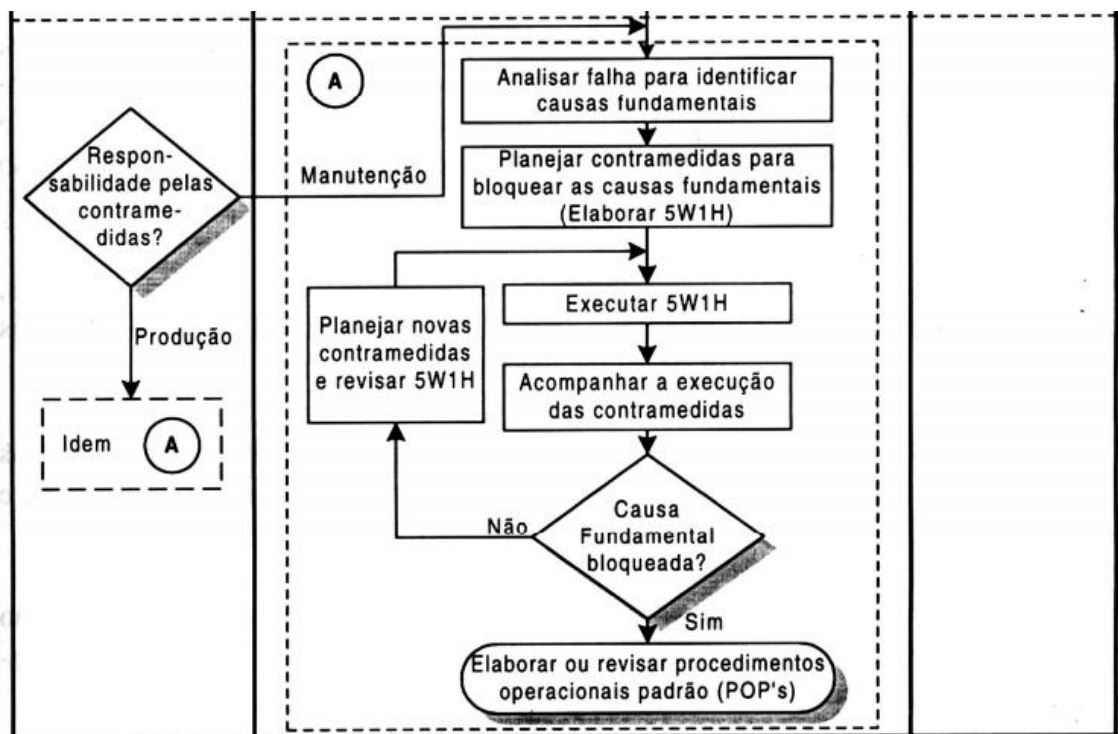 A
Analisar falha para identificar
causas fundamentais
Respon-
sabilidade pelas
contrame-
didas?
Manutenção
Planejar contramedidas para
bloquear as causas fundamentais
(Elaborar 5W1H)
Produção
Planejar novas
contramedidas
e revisar 5W1H
Executar 5W1H
Acompanhar a execução
das contramedidas
Idem
A
Não
Causa
Fundamental
bloqueada?
Sim
Elaborar ou revisar procedimentos
operacionais padrão (POP's)